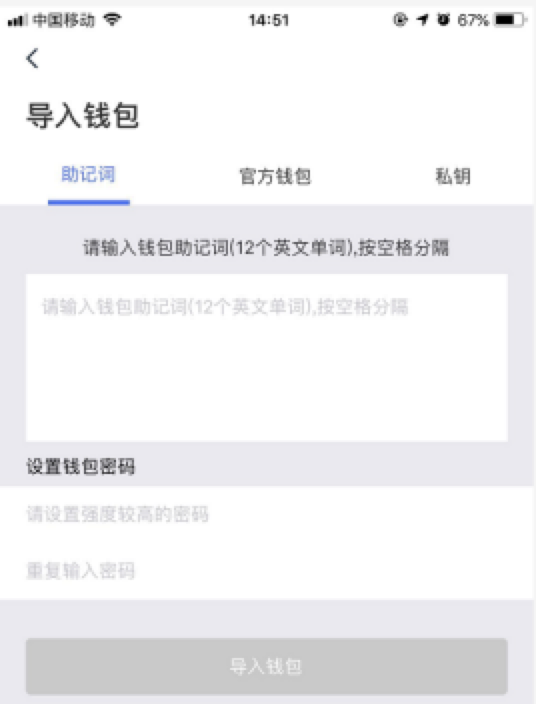 中国移动 14:51 67%
导入钱包
助记词 官方钱包 私钥
请输入钱包助记词(12个英文单词),按空格分隔
请输入钱包助记词(12个英文单词),按空格分隔
设置钱包密码
请设置强度较高的密码
重复输入密码
导入钱包